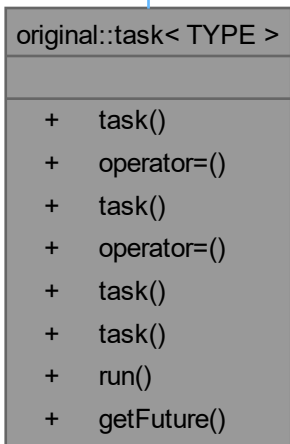 original::task< TYPE >
+ task()
+ operator=()
+ task()
+ operator=()
+ task()
+ task()
+ run()
+ getFuture()